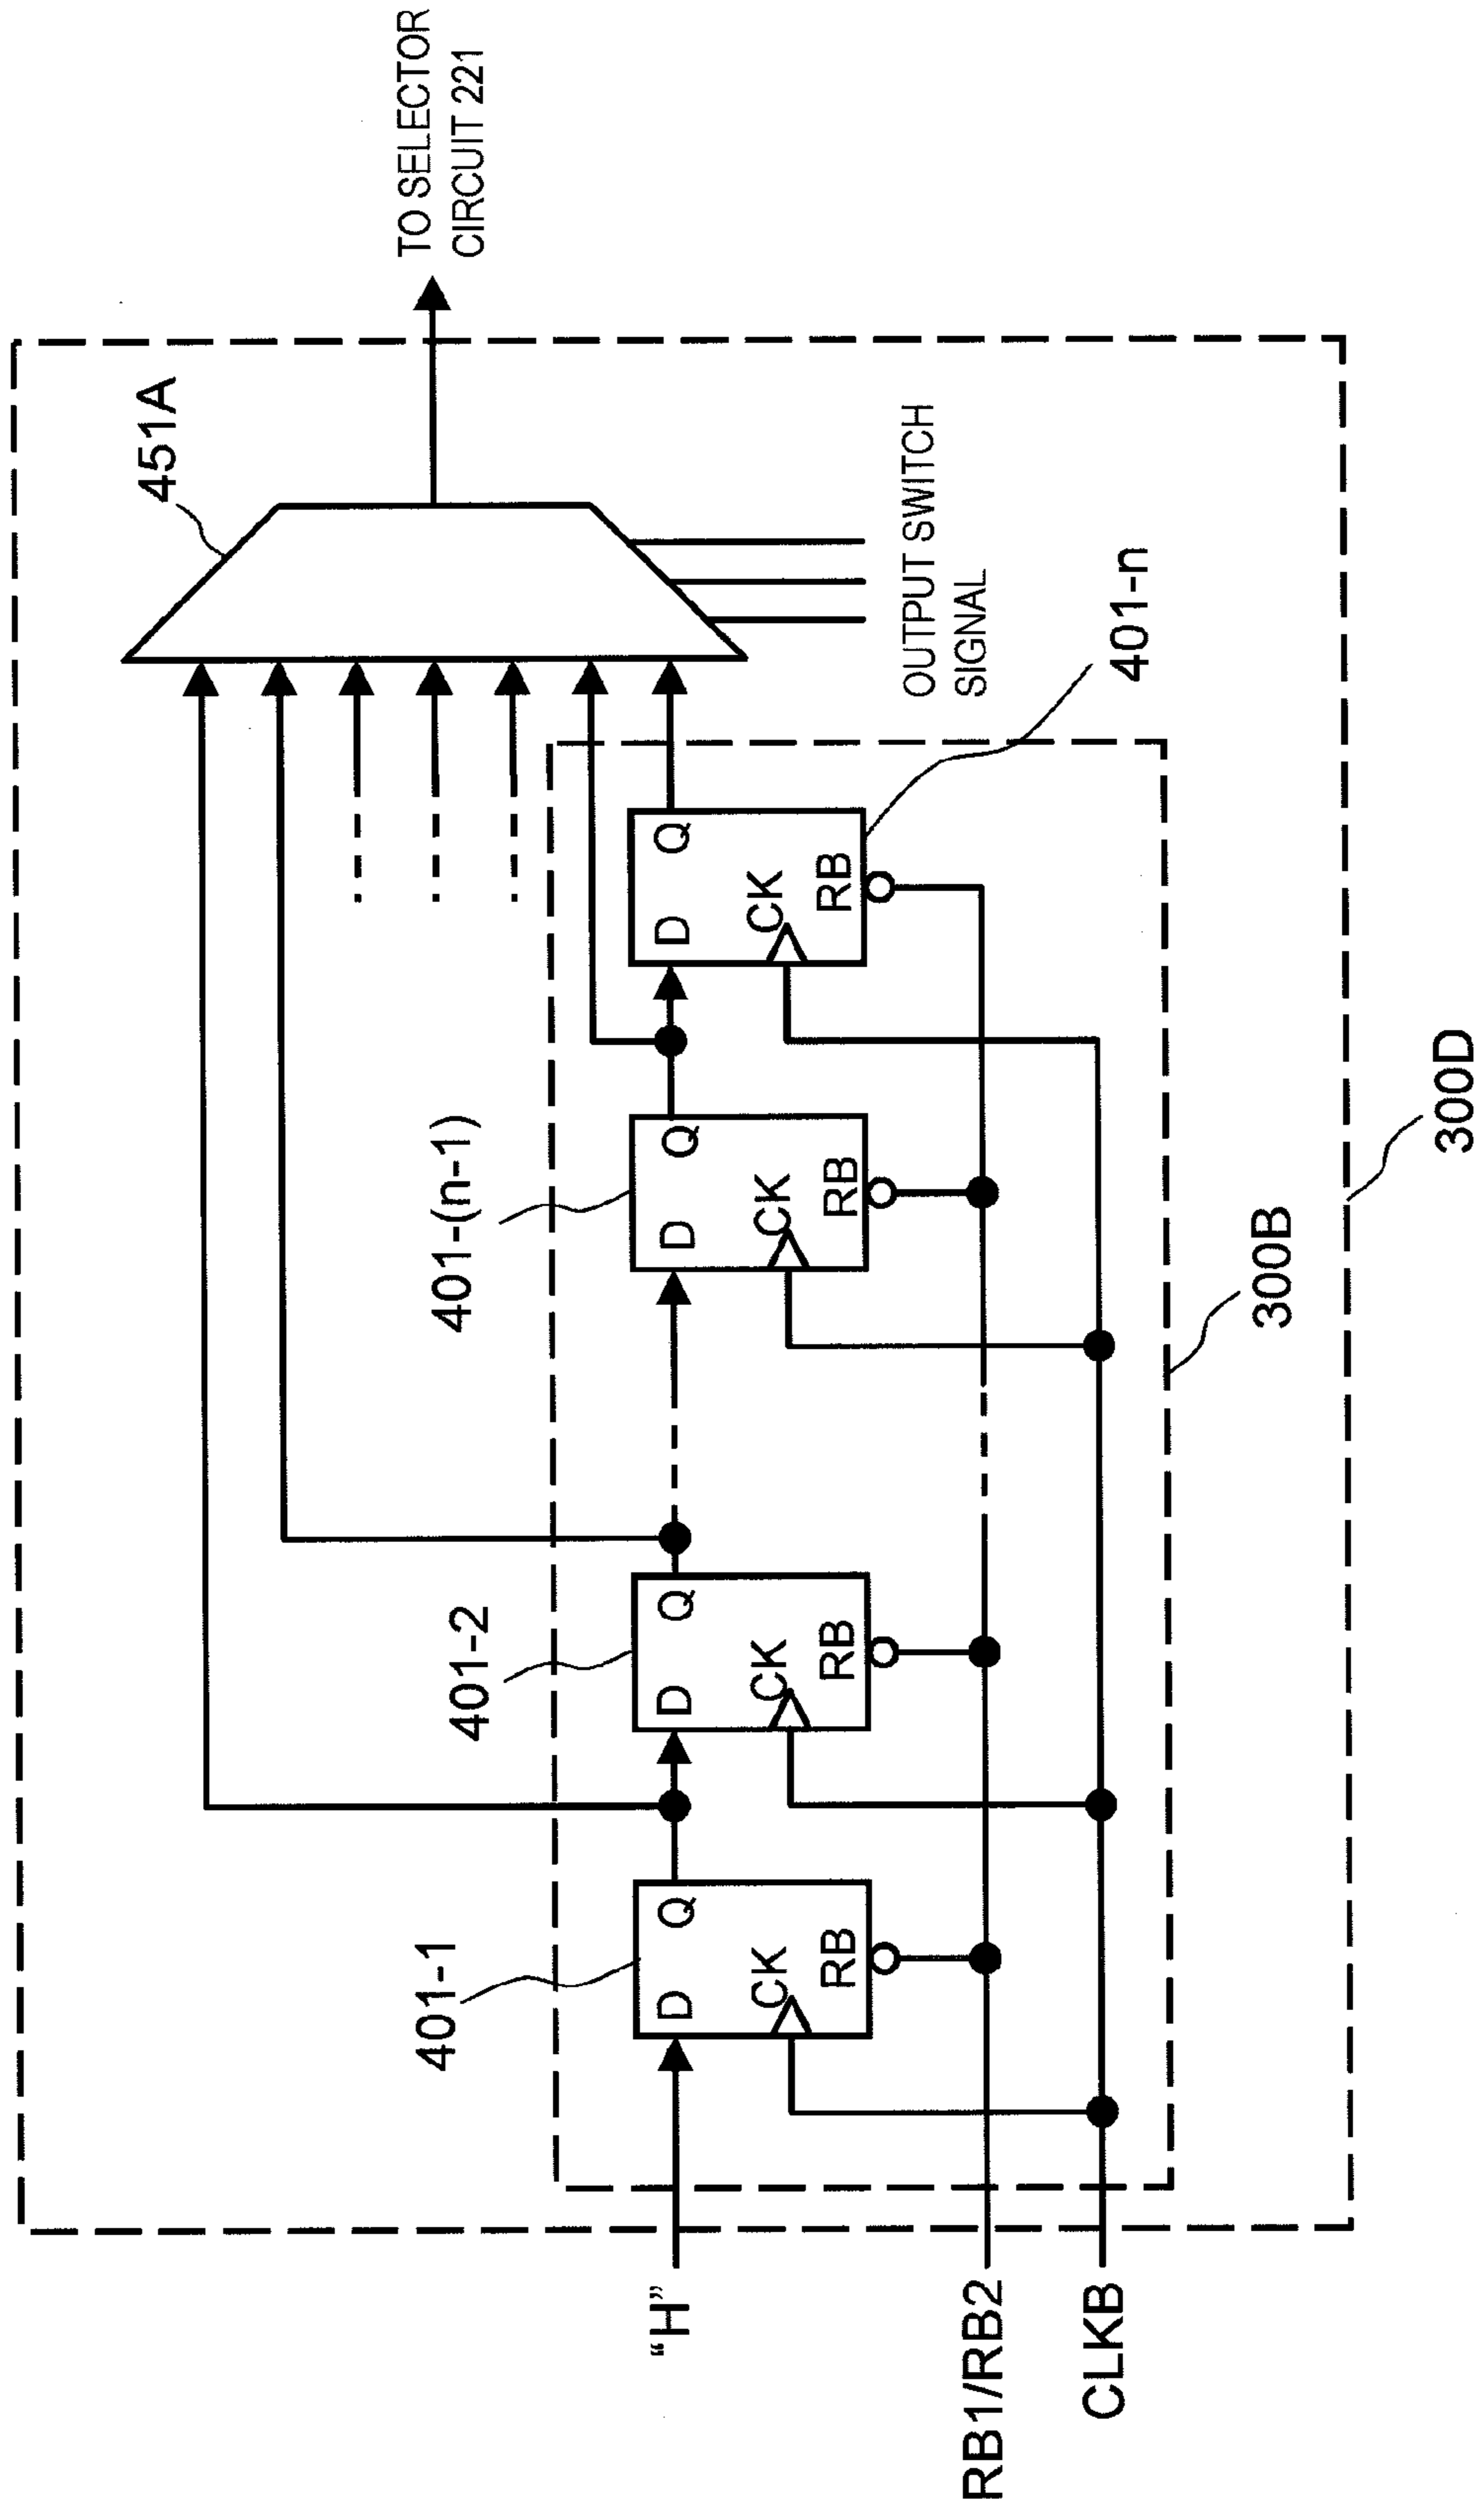 451A
TO SELECTOR
CIRCUIT 221
OUTPUT SWITCH
SIGNAL
401-1
401-2
401-(n-1)
401-n
D
Q
CK
RB
D
Q
CK
RB
D
Q
CK
RB
D
Q
CK
RB
“H”
RB1/RB2
CLKB
300B
300D